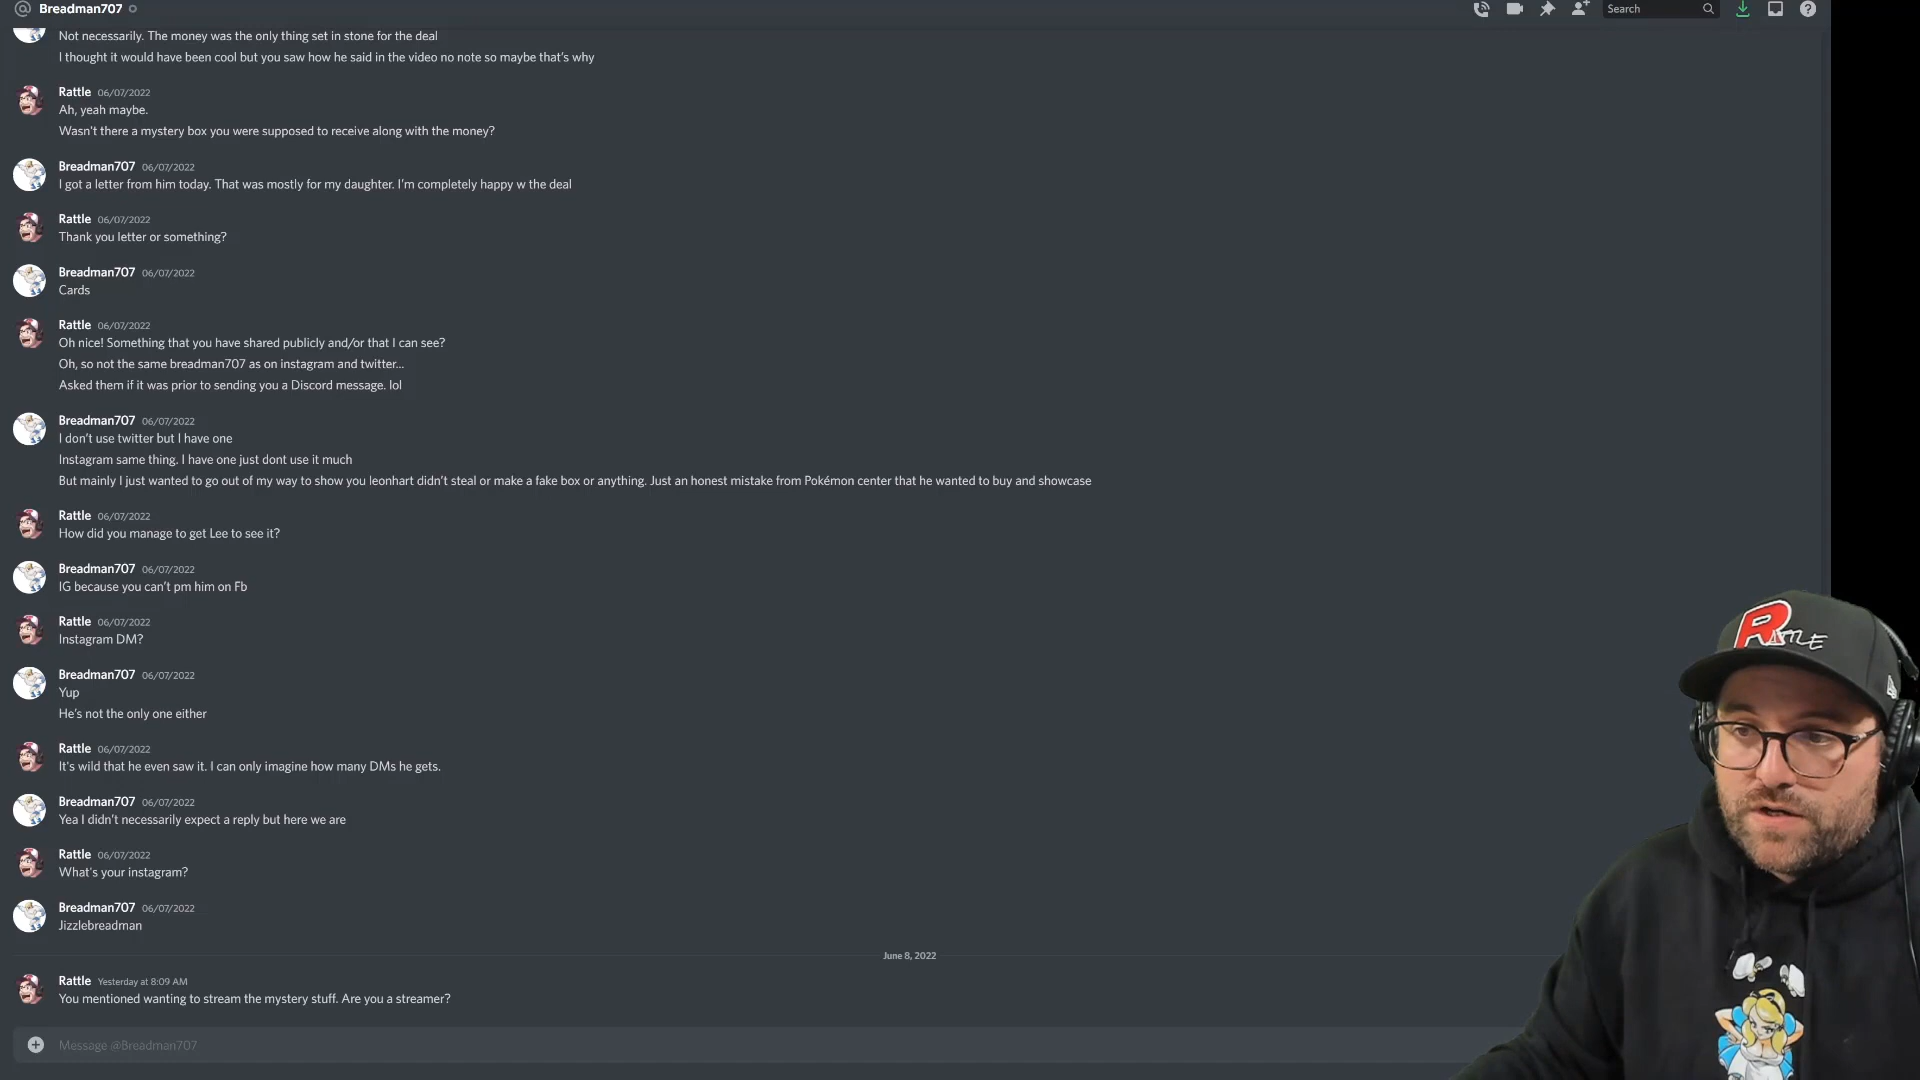 Breadman707
Search
Not necessarily. The money was the only thing set in stone for the deal
I thought it would have been cool but you saw how he said in the video no note so maybe that's why
Rattle 06/07/2022
Ah, yeah maybe.
Wasn't there a mystery box you were supposed to receive along with the money?
Breadman707 06/07/2022
I got a letter from him today. That was mostly for my daughter. I'm completely happy w the deal
Rattle 06/07/2022
Thank you letter or something?
Breadman707 06/07/2022
Cards
Rattle 06/07/2022
Oh nice! Something that you have shared publicly and/or that I can see?
Oh, so not the same breadman707 as on instagram and twitter...
Asked them if it was prior to sending you a Discord message. lol
Breadman707 06/07/2022
I don't use twitter but I have one
Instagram same thing. I have one just dont use it much
But mainly I just wanted to go out of my way to show you leonhart didn't steal or make a fake box or anything. Just an honest mistake from Pokémon center that he wanted to buy and showcase
Rattle 06/07/2022
How did you manage to get Lee to see it?
Breadman707 06/07/2022
IG because you can't pm him on Fb
Rattle 06/07/2022
Instagram DM?
Breadman707 06/07/2022
Yup
He's not the only one either
Rattle 06/07/2022
It's wild that he even saw it. I can only imagine how many DMs he gets.
Breadman707 06/07/2022
Yea I didn't necessarily expect a reply but here we are
Rattle 06/07/2022
What's your instagram?
Breadman707 06/07/2022
Jizzlebreadman
June 8, 2022
Rattle Yesterday at 8:09 AM
You mentioned wanting to stream the mystery stuff. Are you a streamer?
Message @Breadman707
RATTLE